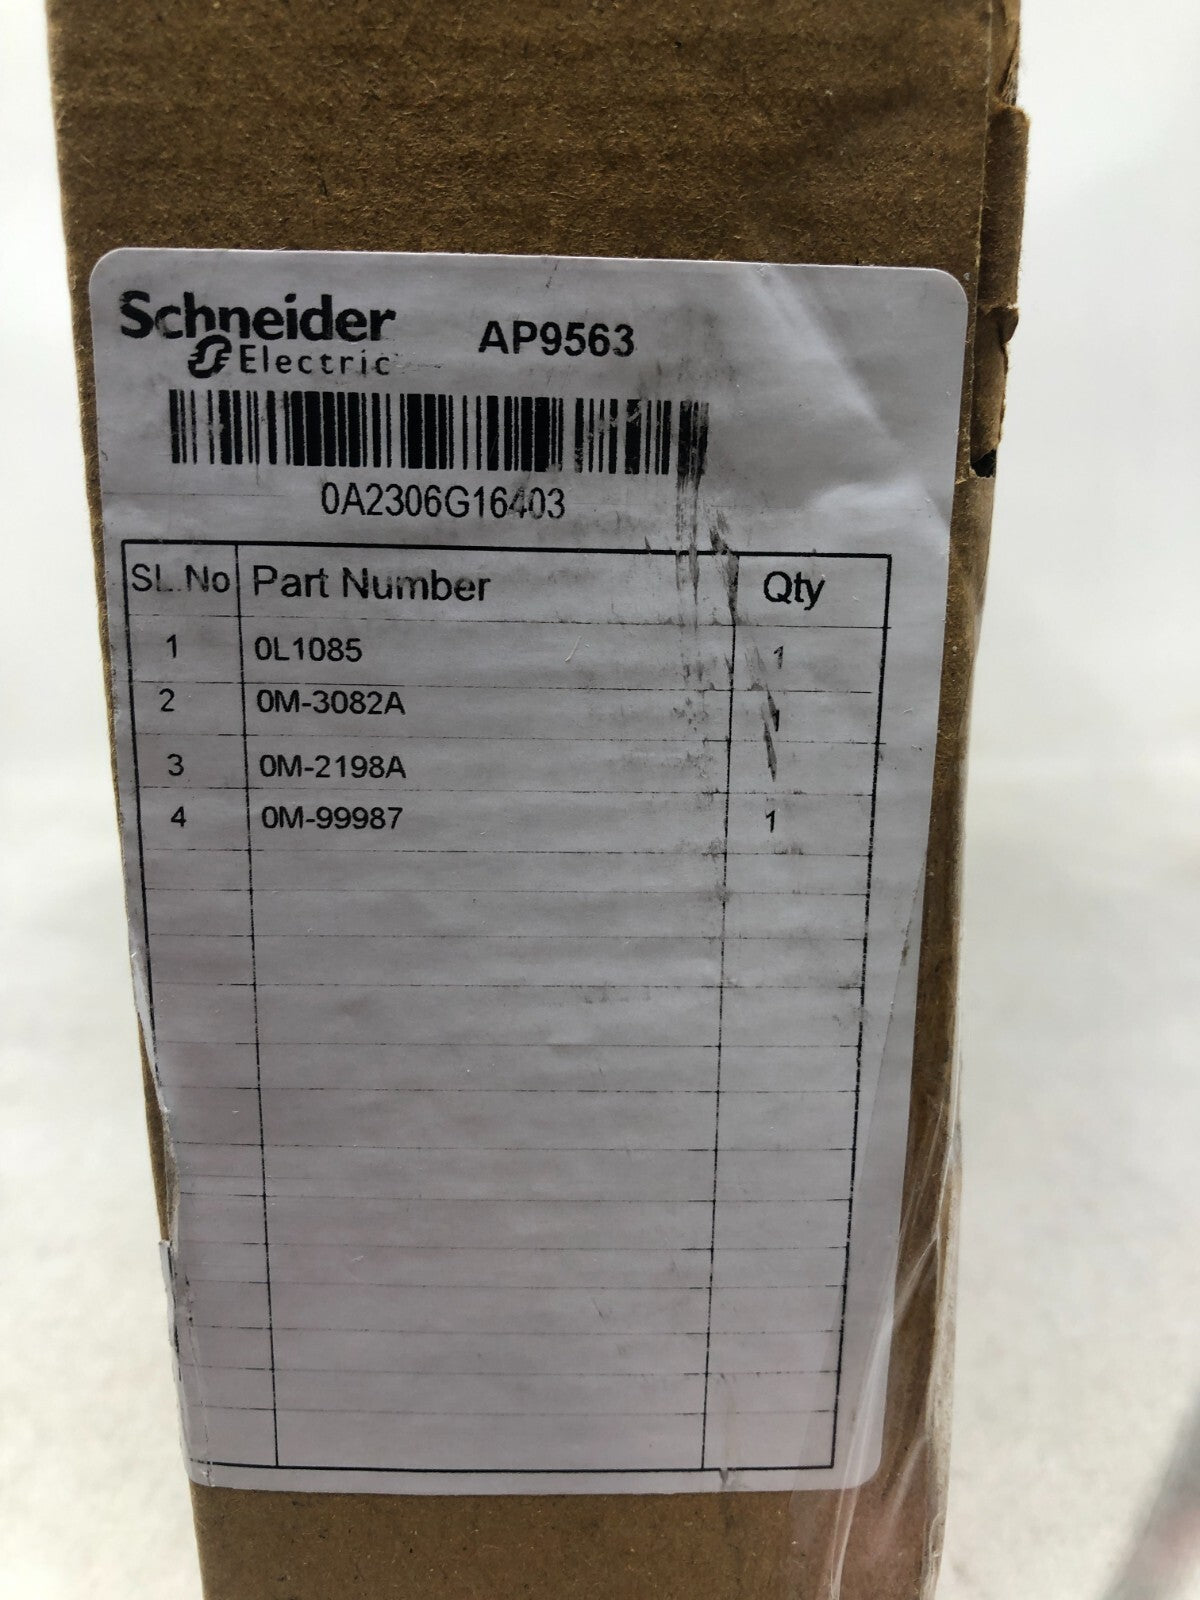 Schneider
Electric
AP9563
0A2306G16403
SL.No Part Number Qty
1 0L1085 1
2 0M-3082A 1
3 0M-2198A 1
4 0M-99987 1